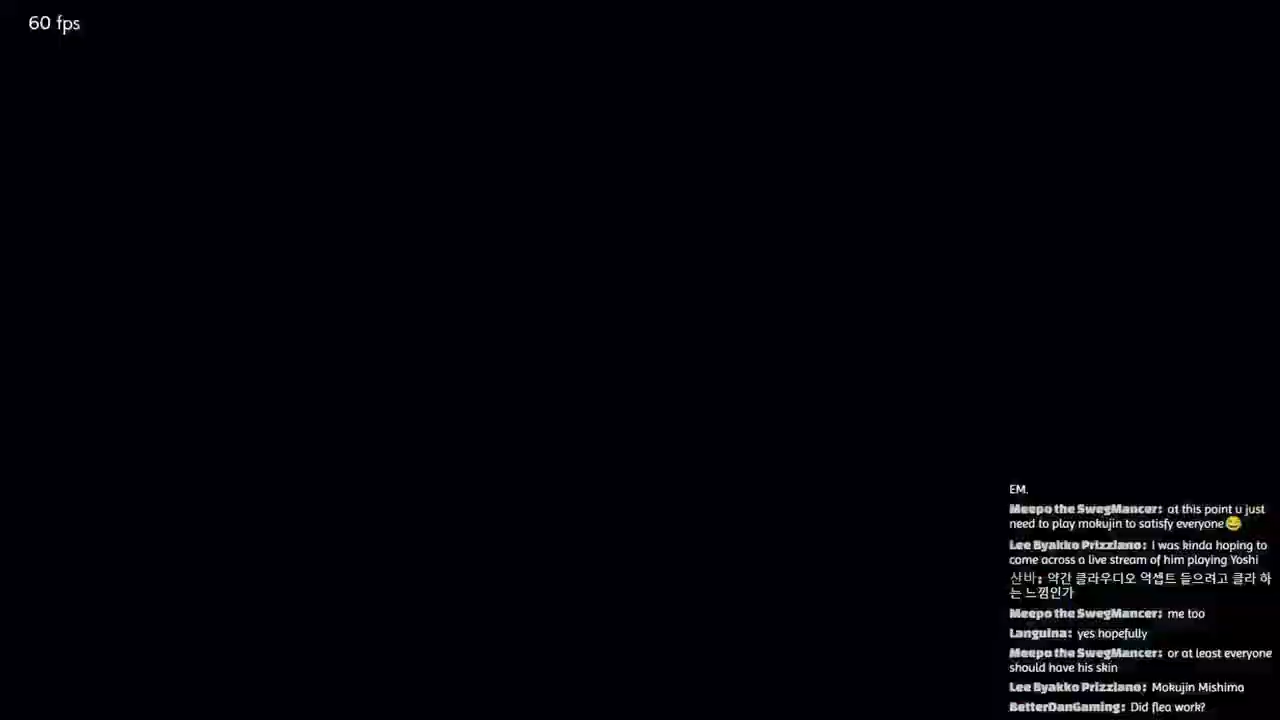 60 fps
EM.
Meepo the SwegMancer: at this point u just
need to play mokujin to satisfy everyone😅
Lee Byakko Prizziano: I was kinda hoping to
come across a live stream of him playing Yoshi
샨바: 약간 클라우디오 억셉트 들으려고 클라 하
는 느낌인가
Meepo the SwegMancer: me too
Languina: yes hopefully
Meepo the SwegMancer: or at least everyone
should have his skin
Lee Byakko Prizziano: Mokujin Mishima
BetterDanGaming: Did flea work?